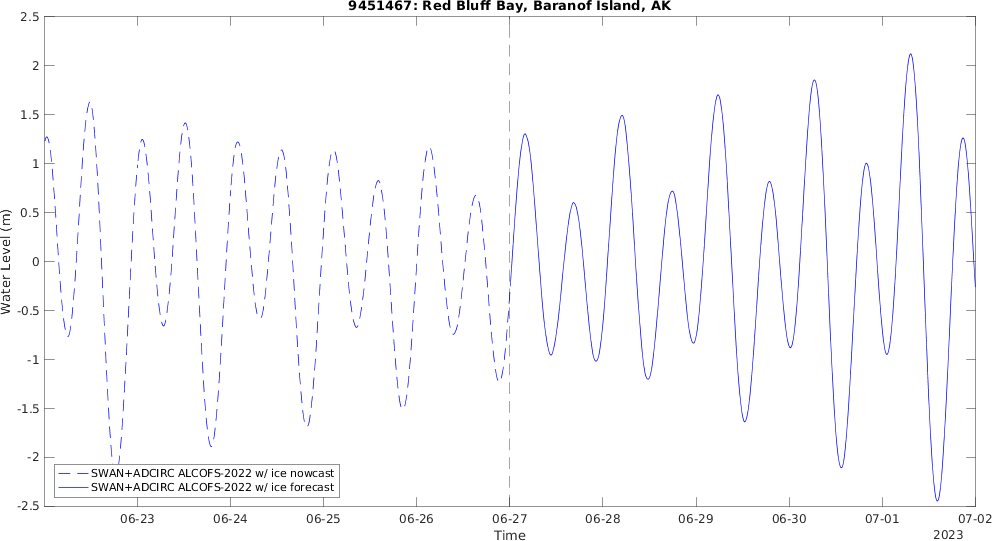 9451467: Red Bluff Bay, Baranof Island, AK
2.5
2
1.5
1
0.5
0
-0.5
-1
-1.5
-2
-2.5
Water Level (m)
SWAN+ADCIRC ALCOFS-2022 w/ ice nowcast
SWAN+ADCIRC ALCOFS-2022 w/ ice forecast
06-23 06-24 06-25 06-26 06-27 06-28 06-29 06-30 07-01 07-02
Time
2023